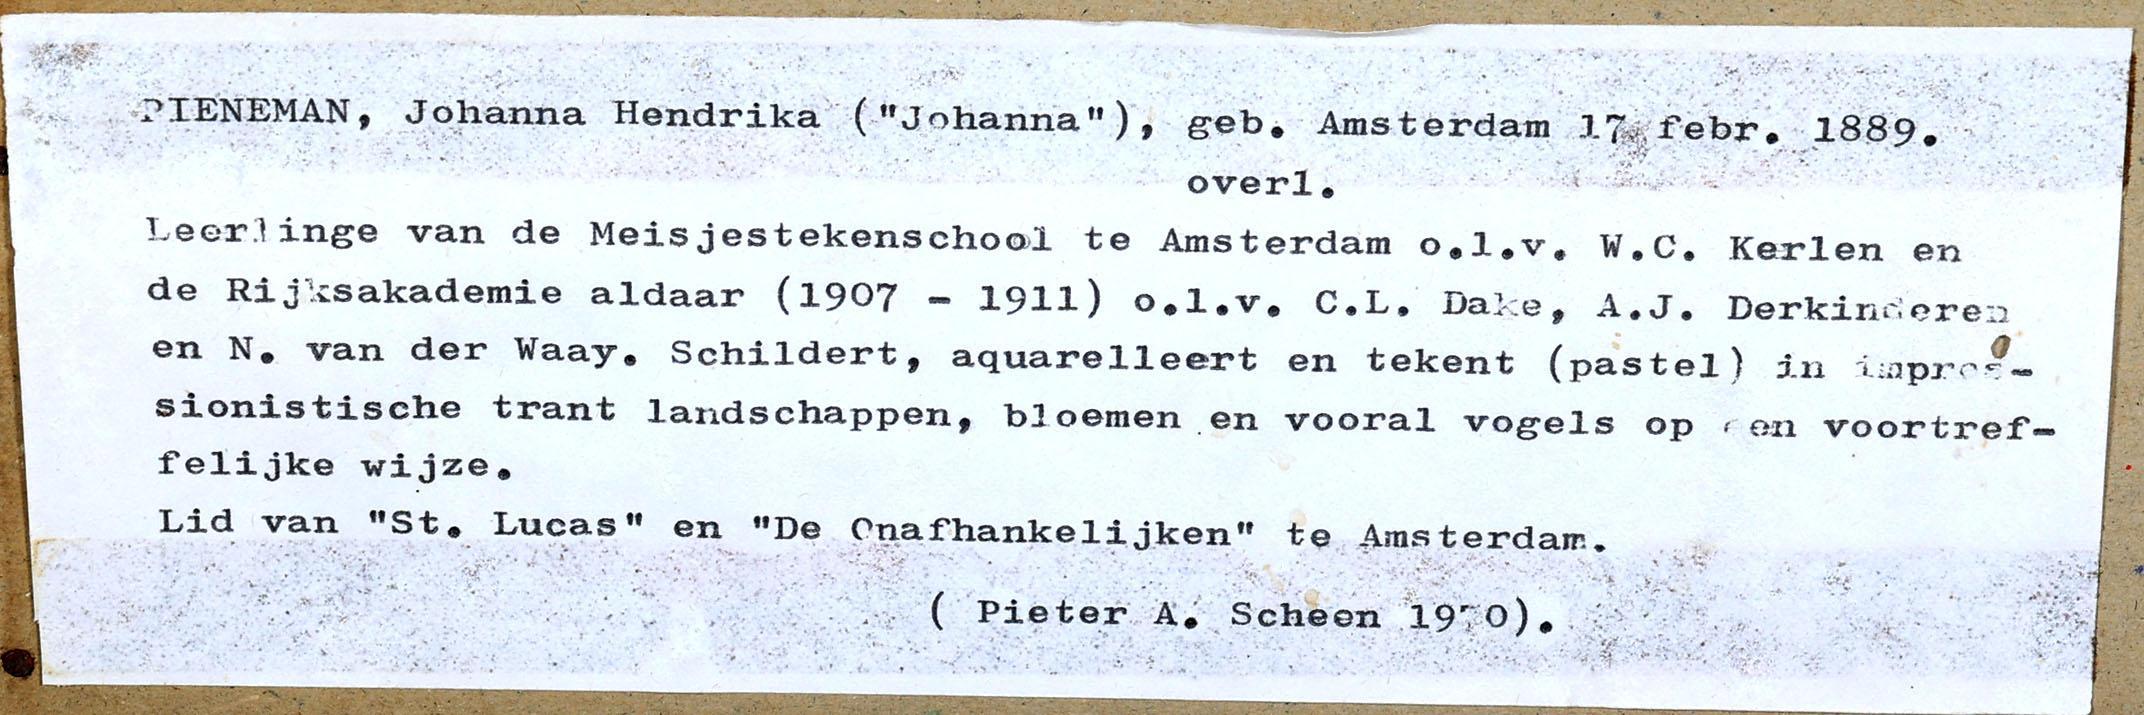 PIENEMAN, Johanna Hendrika ("Johanna"), geb. Amsterdam 17 febr. 1889.
overl.
Leerlinge van de Meisjestekenschool te Amsterdam o.l.v. W.C. Kerlen en
de Rijksakademie aldaar (1907 - 1911) o.l.v. C.L. Dake, A.J. Derkinderen
en N. van der Waay. Schildert, aquarelleert en tekent (pastel) in impres-
sionistische trant landschappen, bloemen en vooral vogels op een voortref-
felijke wijze.
Lid van "St. Lucas" en "De Onafhankelijken" te Amsterdam.
( Pieter A. Scheen 1970).